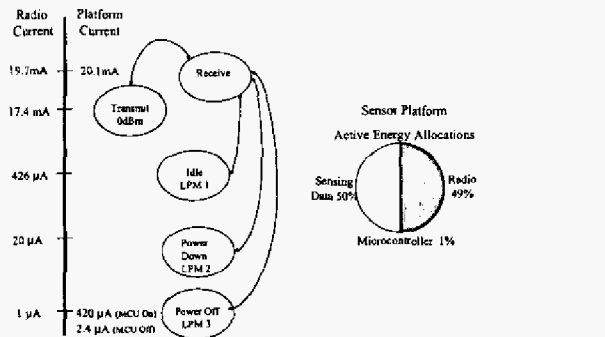 Radio Platform
Current Current
19.7mA 20.1mA
Receive
17.4 mA
Transmit
0dBm
426 µA
Idle
LPM 1
20 µA
Power
Down
LPM 2
1 µA
420 µA (MCU On)
2.4 µA (MCU Off)
Power Off
LPM 3
Sensor Platform
Active Energy Allocations
Sensing
Data 50%
Radio
49%
Microcontroller 1%